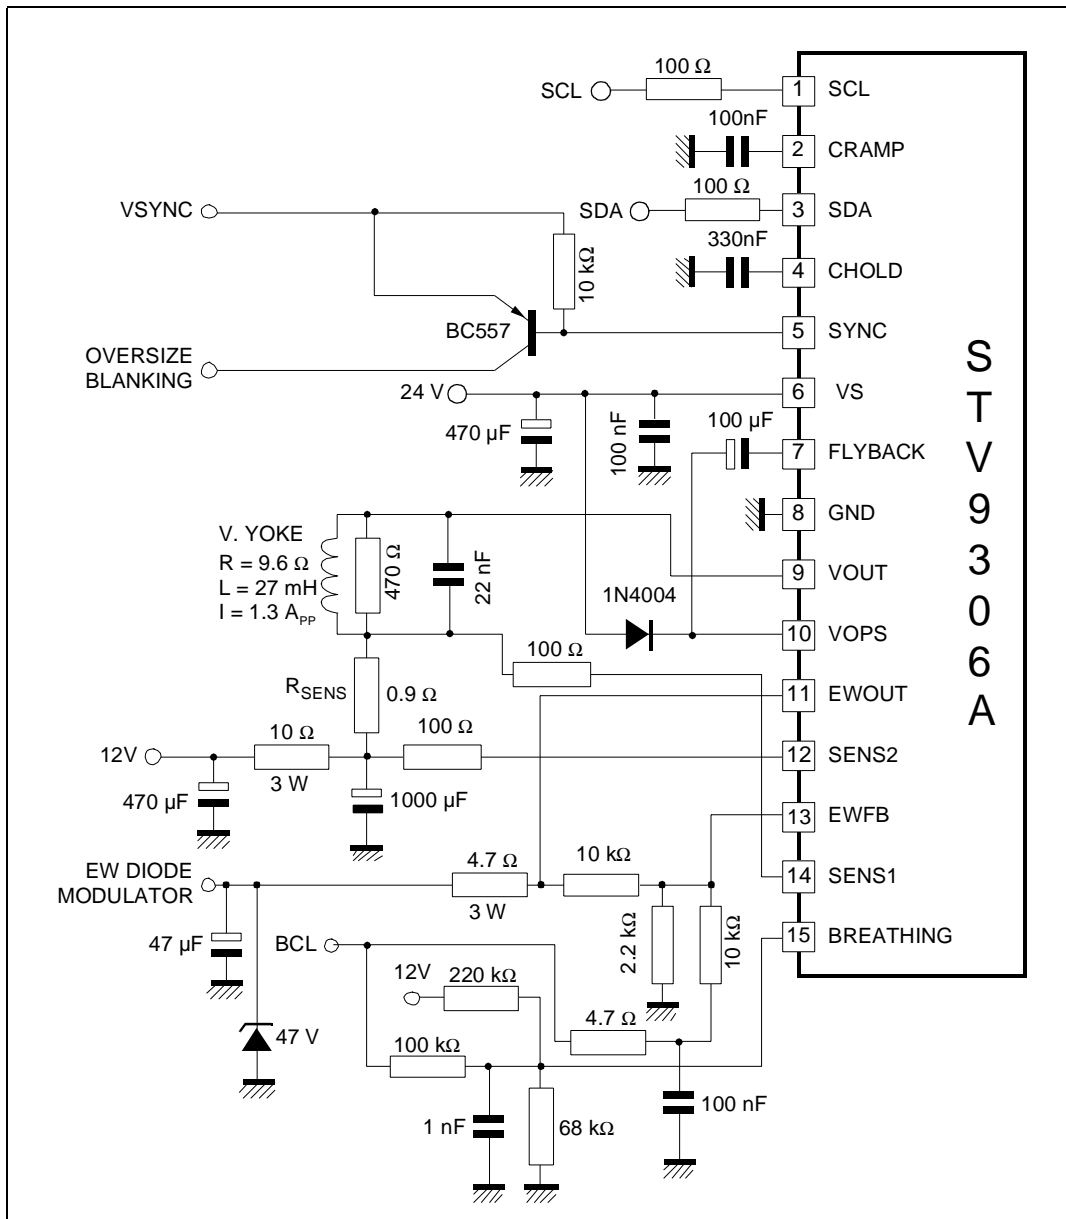 100 Ω
SCL
1
SCL
100nF
2
CRAMP
100 Ω
VSYNC
SDA
3
SDA
330nF
10 kΩ
4
CHOLD
BC557
5
SYNC
OVERSIZE
BLANKING
24 V
6
VS
470 µF
100 nF
100 µF
7
FLYBACK
8
GND
V. YOKE
R = 9.6 Ω
L = 27 mH
I = 1.3 APP
470 Ω
22 nF
9
VOUT
1N4004
10
VOPS
100 Ω
RSENS
0.9 Ω
11
EWOUT
10 Ω
100 Ω
12V
3 W
12
SENS2
470 µF
1000 µF
13
EWFB
EW DIODE
MODULATOR
4.7 Ω
3 W
10 kΩ
14
SENS1
47 µF
BCL
2.2 kΩ
10 kΩ
15
BREATHING
12V
220 kΩ
47 V
4.7 Ω
100 kΩ
1 nF
68 kΩ
100 nF
S
T
V
9
3
0
6
A